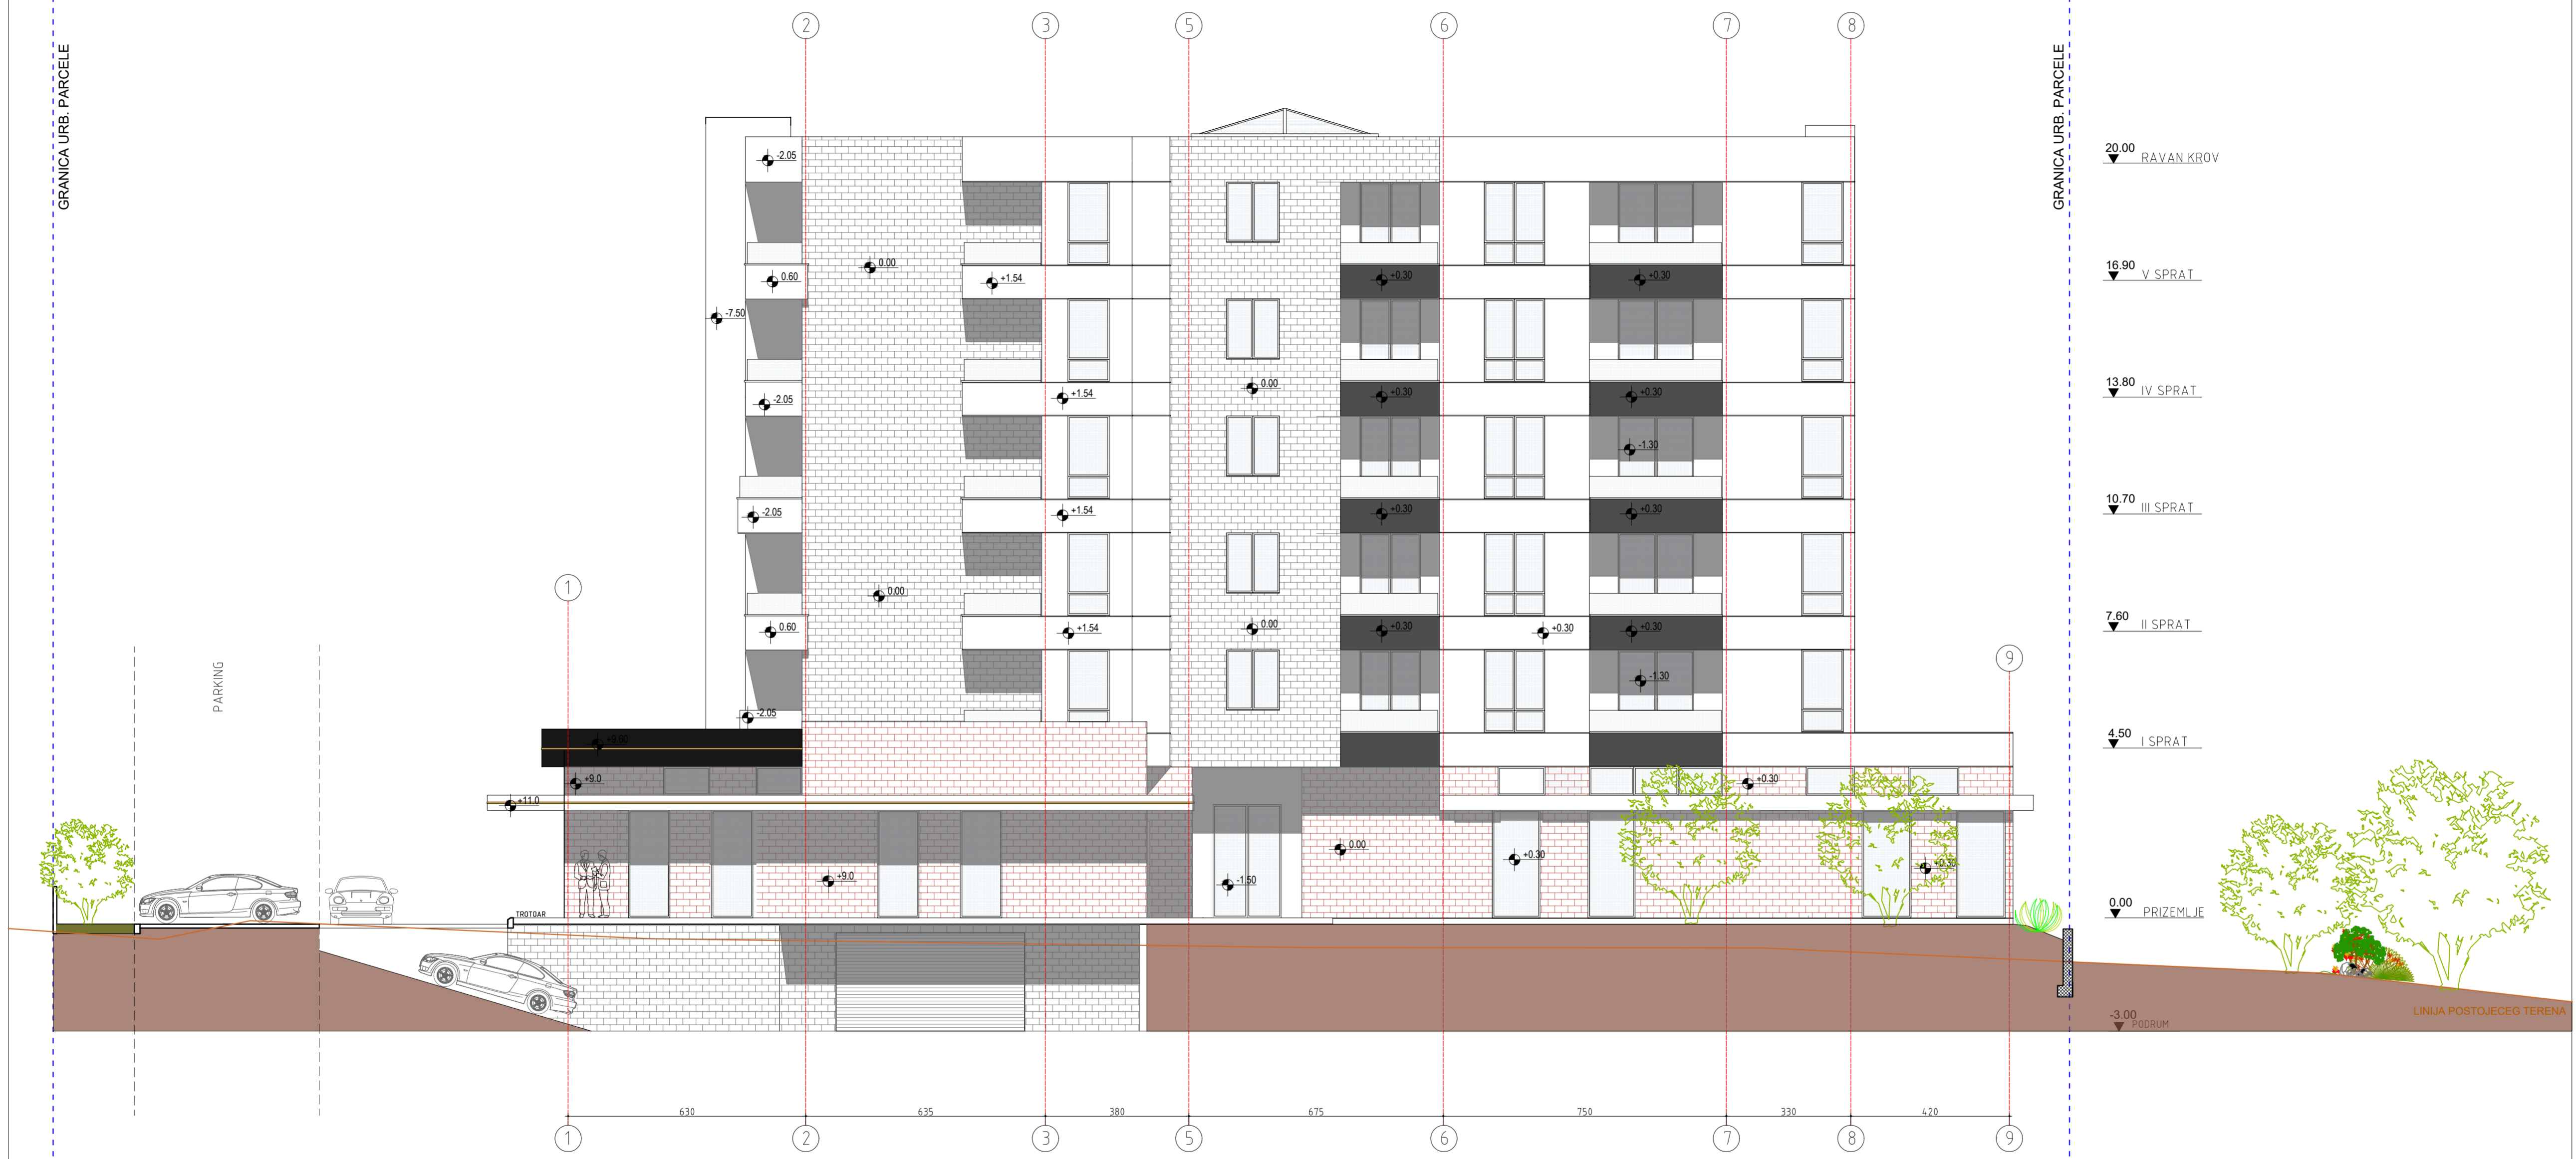 2 3 5 6 7 8
GRANICA URB. PARCELE
GRANICA URB. PARCELE
-2.05
20.00
RAVAN KROV
0.00
0.60
+1.54
+0.30
+0.30
16.90
V SPRAT
-7.50
-2.05
+1.54
0.00
+0.30
+0.30
13.80
IV SPRAT
-1.30
-2.05
+1.54
+0.30
+0.30
10.70
III SPRAT
1
0.00
0.60
+1.54
0.00
+0.30
+0.30
+0.30
7.60
II SPRAT
9
PARKING
-1.30
-2.05
+9.60
4.50
I SPRAT
+9.0
+0.30
+11.0
0.00
+0.30
+0.30
+9.0
-1.50
TROTOAR
0.00
PRIZEMLJE
LINIJA POSTOJECEG TERENA
-3.00
PODRUM
630 635 380 675 750 330 420
1 2 3 5 6 7 8 9